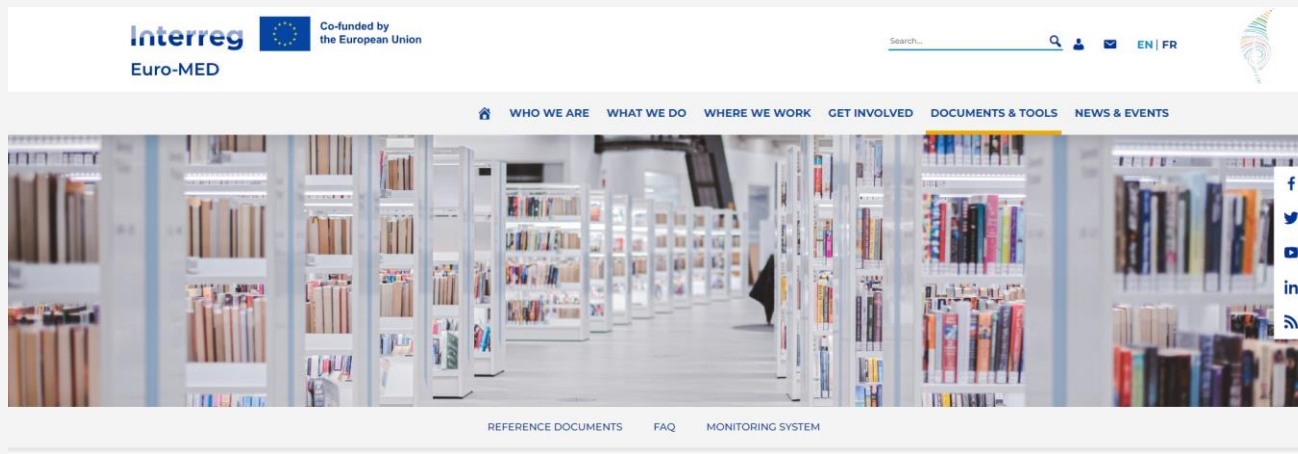 Interreg
Co-funded by
the European Union
Euro-MED
Search...
EN| FR
WHO WE ARE WHAT WE DO WHERE WE WORK GET INVOLVED DOCUMENTS & TOOLS NEWS & EVENTS
REFERENCE DOCUMENTS FAQ MONITORING SYSTEM